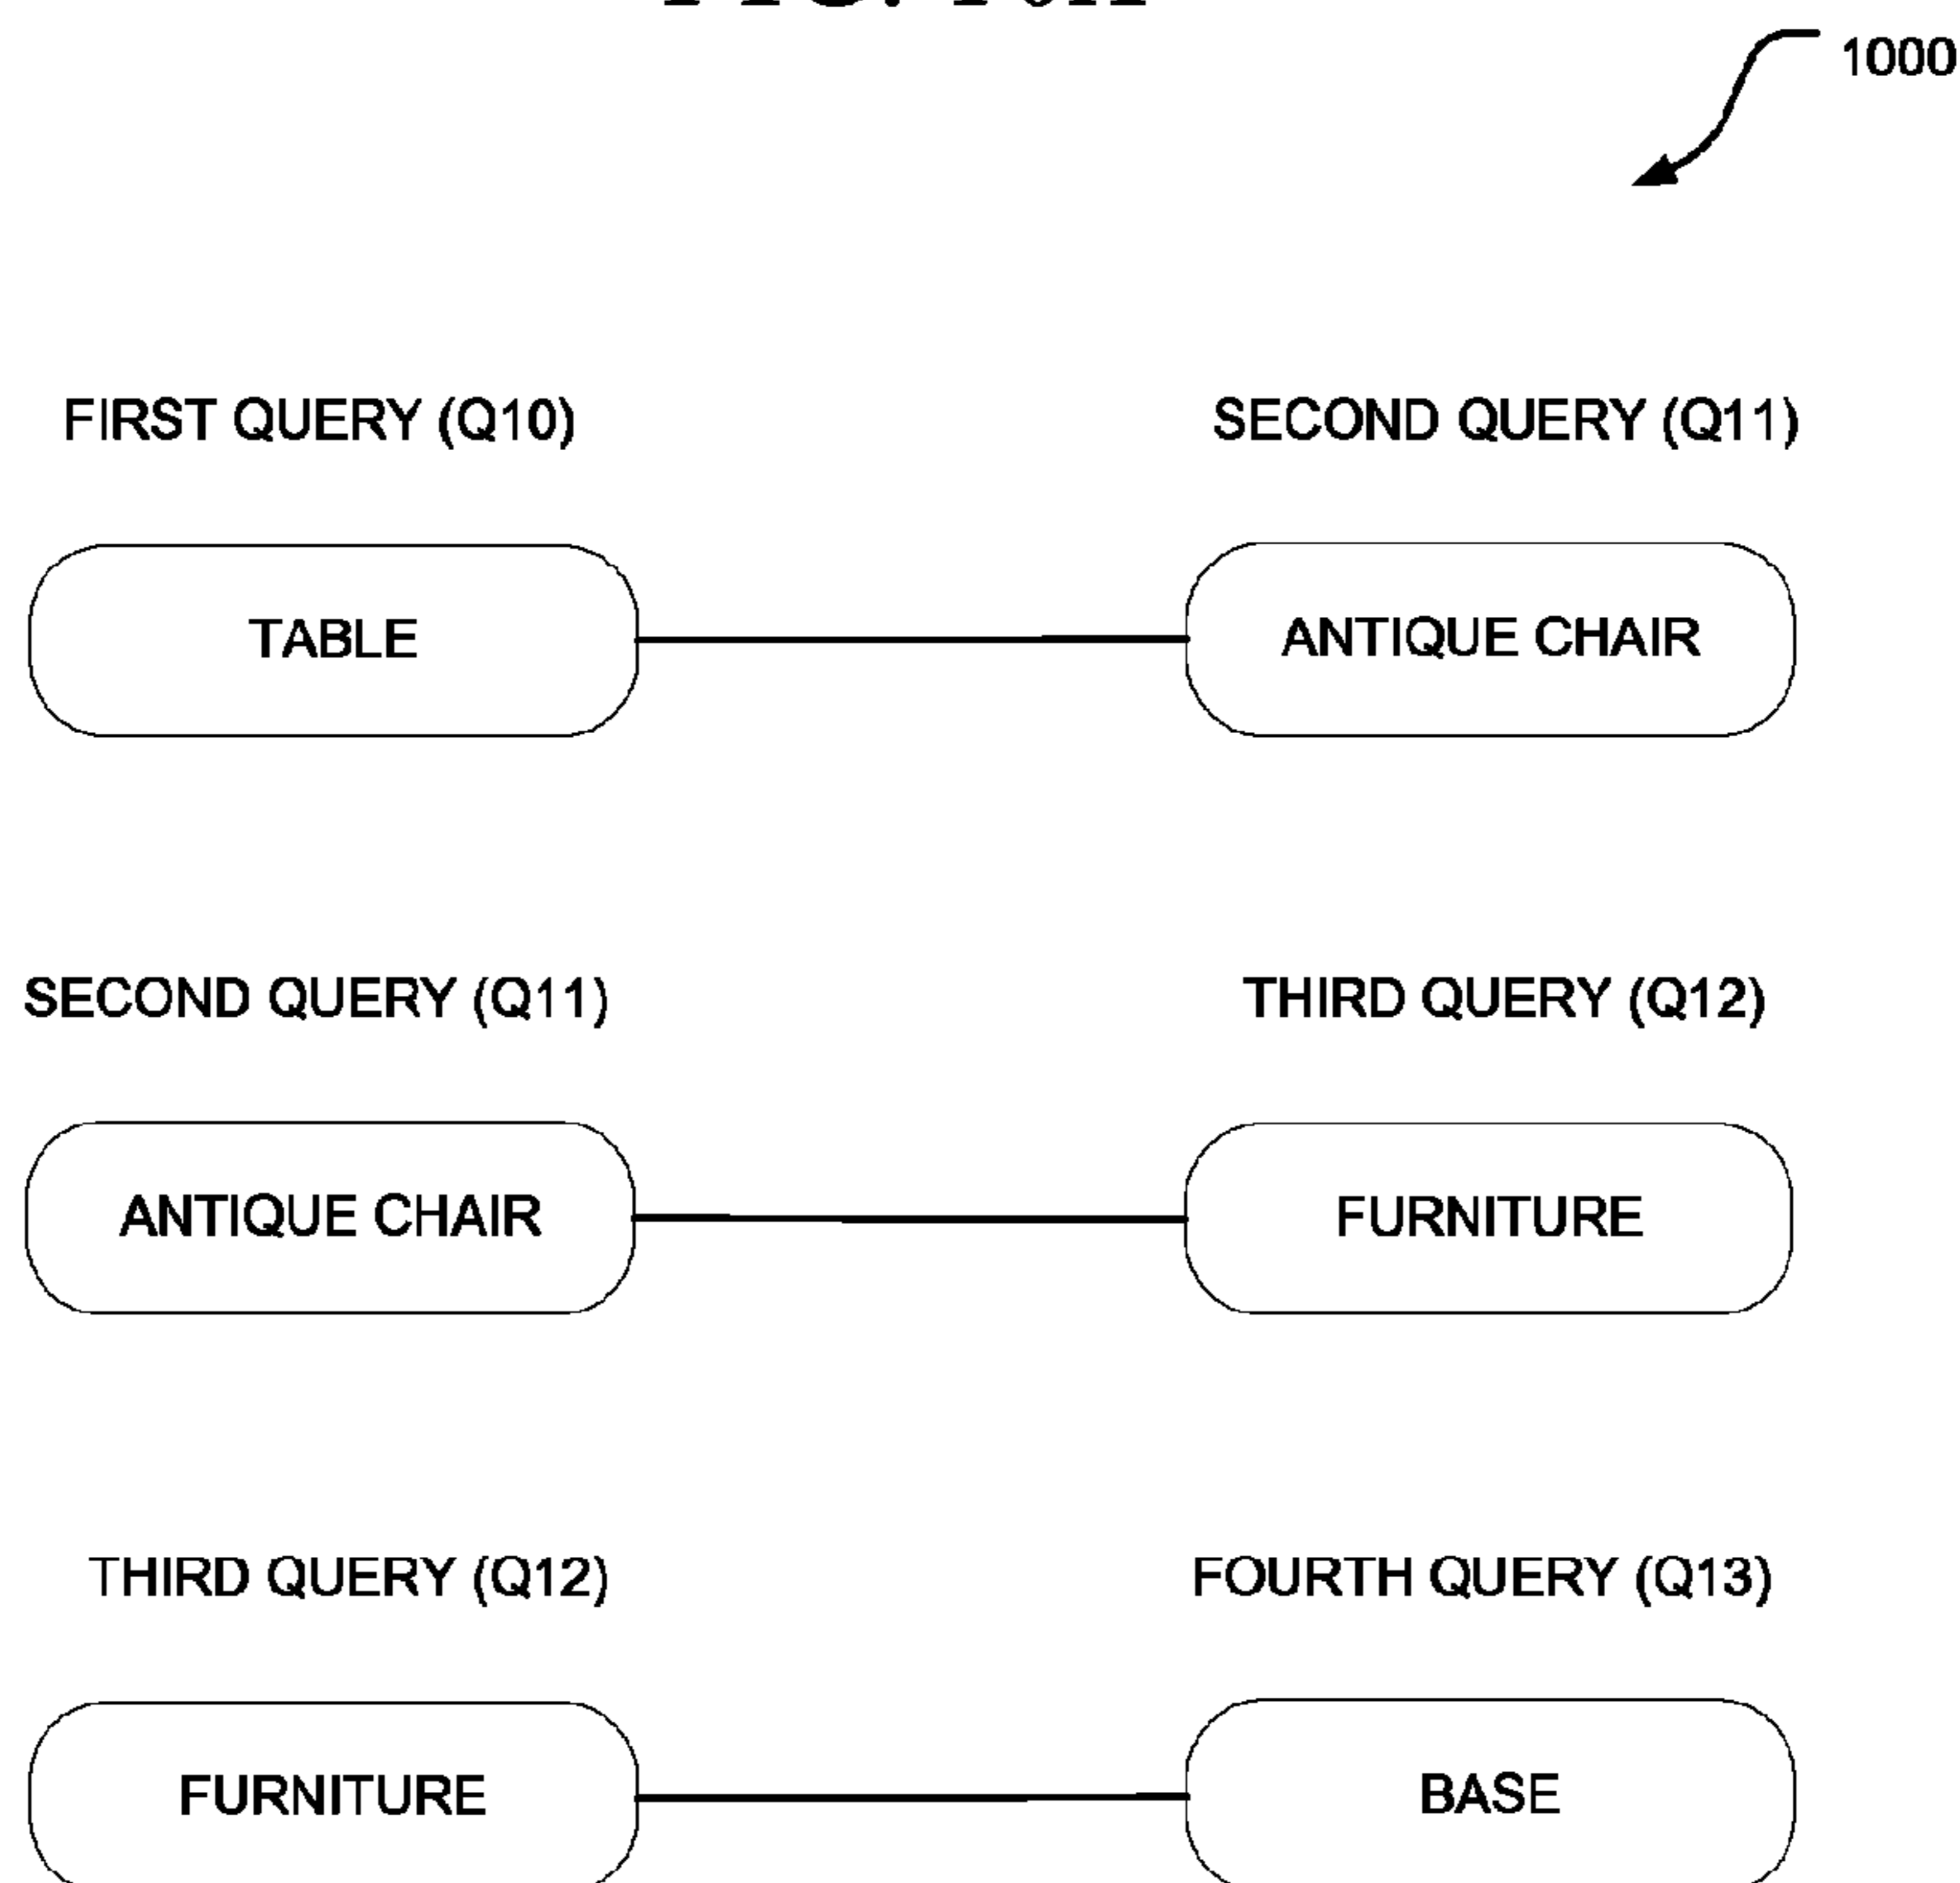 1000
FIRST QUERY (Q10) SECOND QUERY (Q11)
TABLE ANTIQUE CHAIR
SECOND QUERY (Q11) THIRD QUERY (Q12)
ANTIQUE CHAIR FURNITURE
THIRD QUERY (Q12) FOURTH QUERY (Q13)
FURNITURE BASE